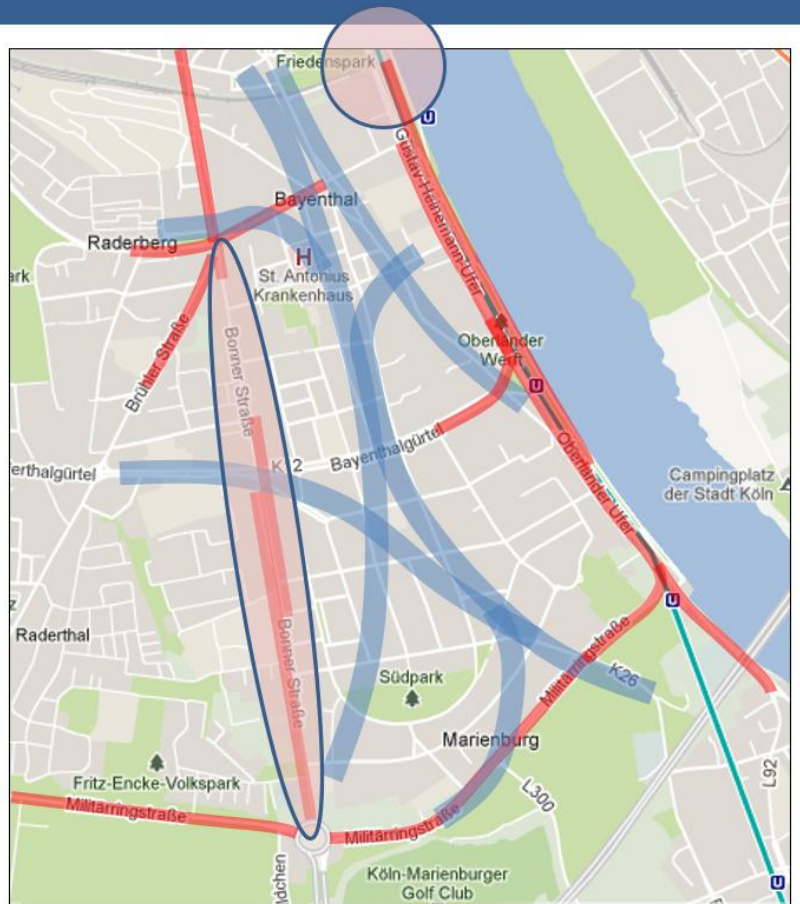 Friedenspark
U
Gustav-Heinemann-Ufer
Bayenthal
Raderberg
H
St. Antonius
Krankenhaus
ark
Bonner Straße
Brühler Straße
Oberländer
Werft
U
Bayenthalgürtel
erthalgürtel
Oberländer Ufer
Campingplatz
der Stadt Köln
U
z
Raderthal
Bonner Straße
Militärringstraße
K26
Südpark
Marienburg
Fritz-Encke-Volkspark
L92
L300
Militärringstraße
Militärringstraße
Köln-Marienburger
Golf Club
dchen
U